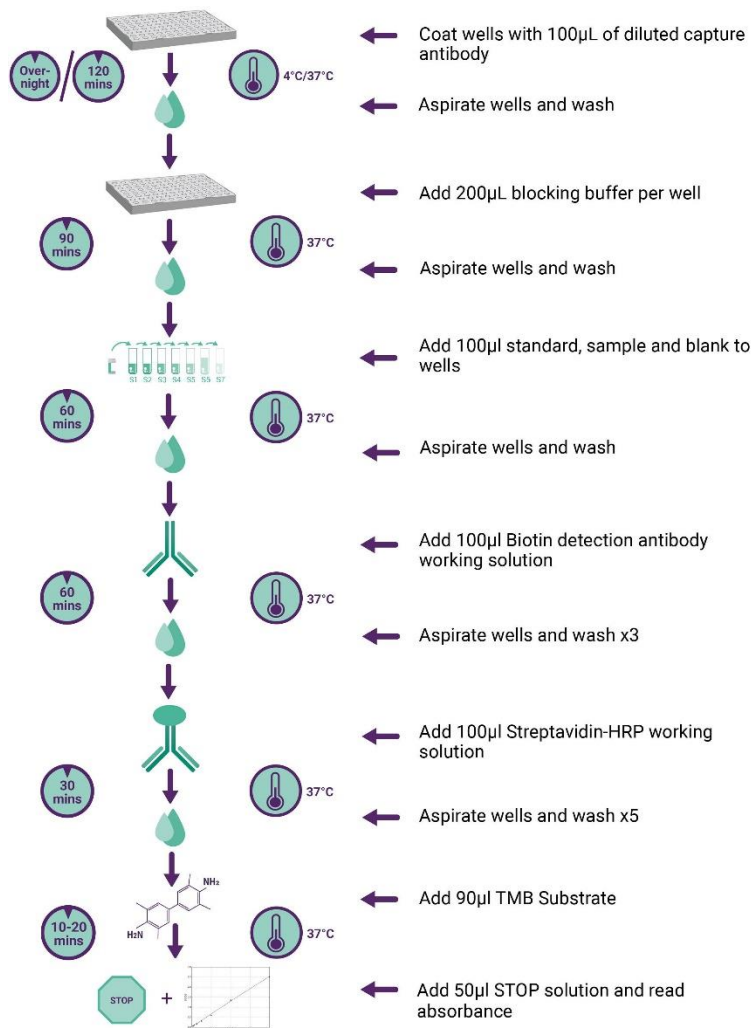 Coat wells with 100µL of diluted capture
antibody
Over-
night
120
mins
4°C/37°C
Aspirate wells and wash
Add 200µL blocking buffer per well
90
mins
37°C
Aspirate wells and wash
Add 100µl standard, sample and blank to
wells
S1 S2 S3 S4 S5 S6 S7
60
mins
37°C
Aspirate wells and wash
Add 100µl Biotin detection antibody
working solution
60
mins
37°C
Aspirate wells and wash x3
Add 100µl Streptavidin-HRP working
solution
30
mins
37°C
Aspirate wells and wash x5
Add 90µl TMB Substrate
NH₂
H₂N
10-20
mins
37°C
Add 50µl STOP solution and read
absorbance
STOP
+